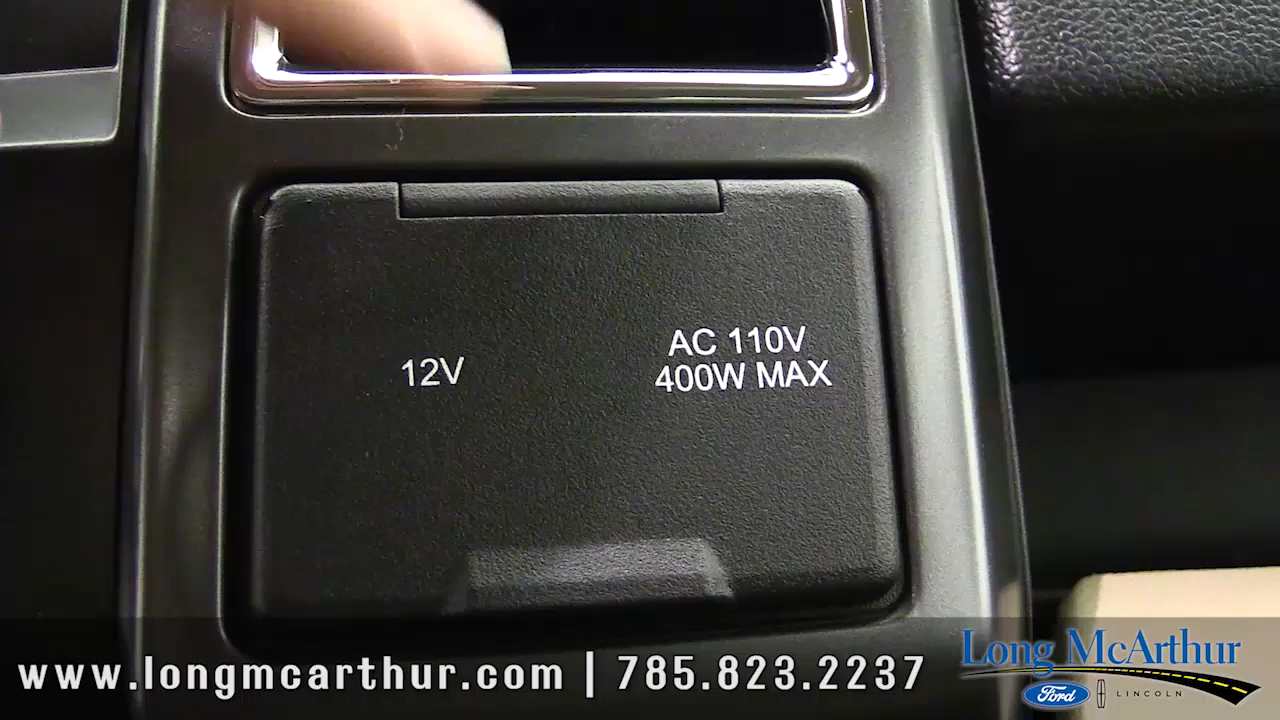 12V
AC 110V
400W MAX
www.longmcarthur.com | 785.823.2237
Long McArthur
Ford LINCOLN